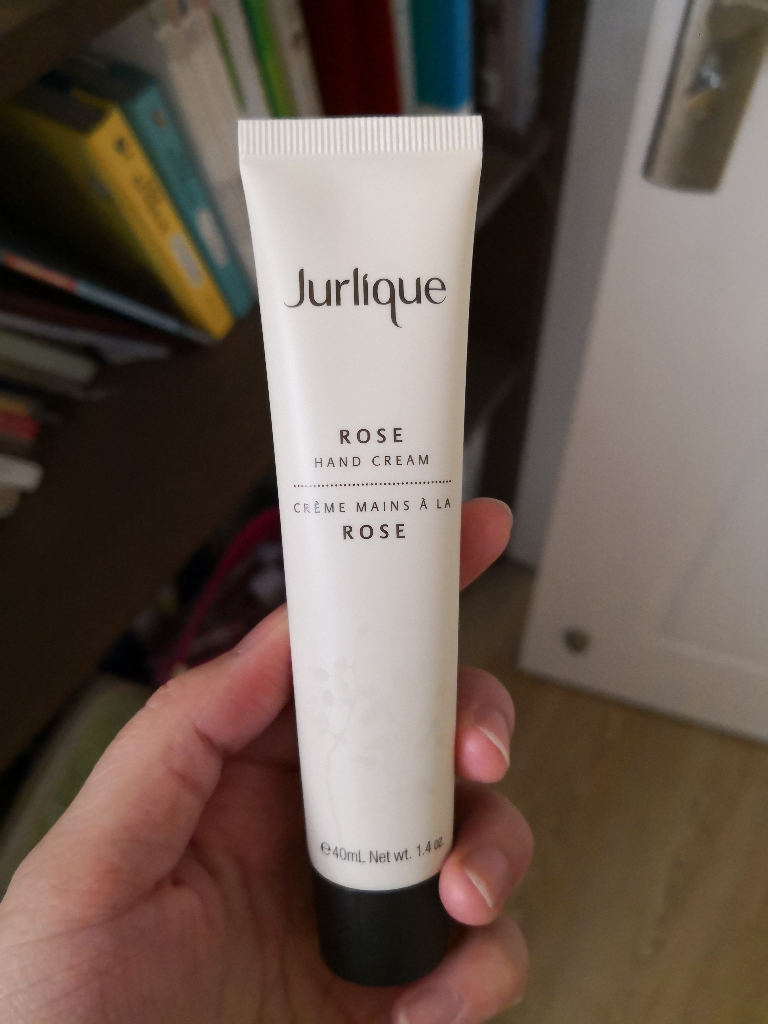 Jurlique
ROSE
HAND CREAM
CRÈME MAINS À LA
ROSE
℮40mL Net wt. 1.4 oz